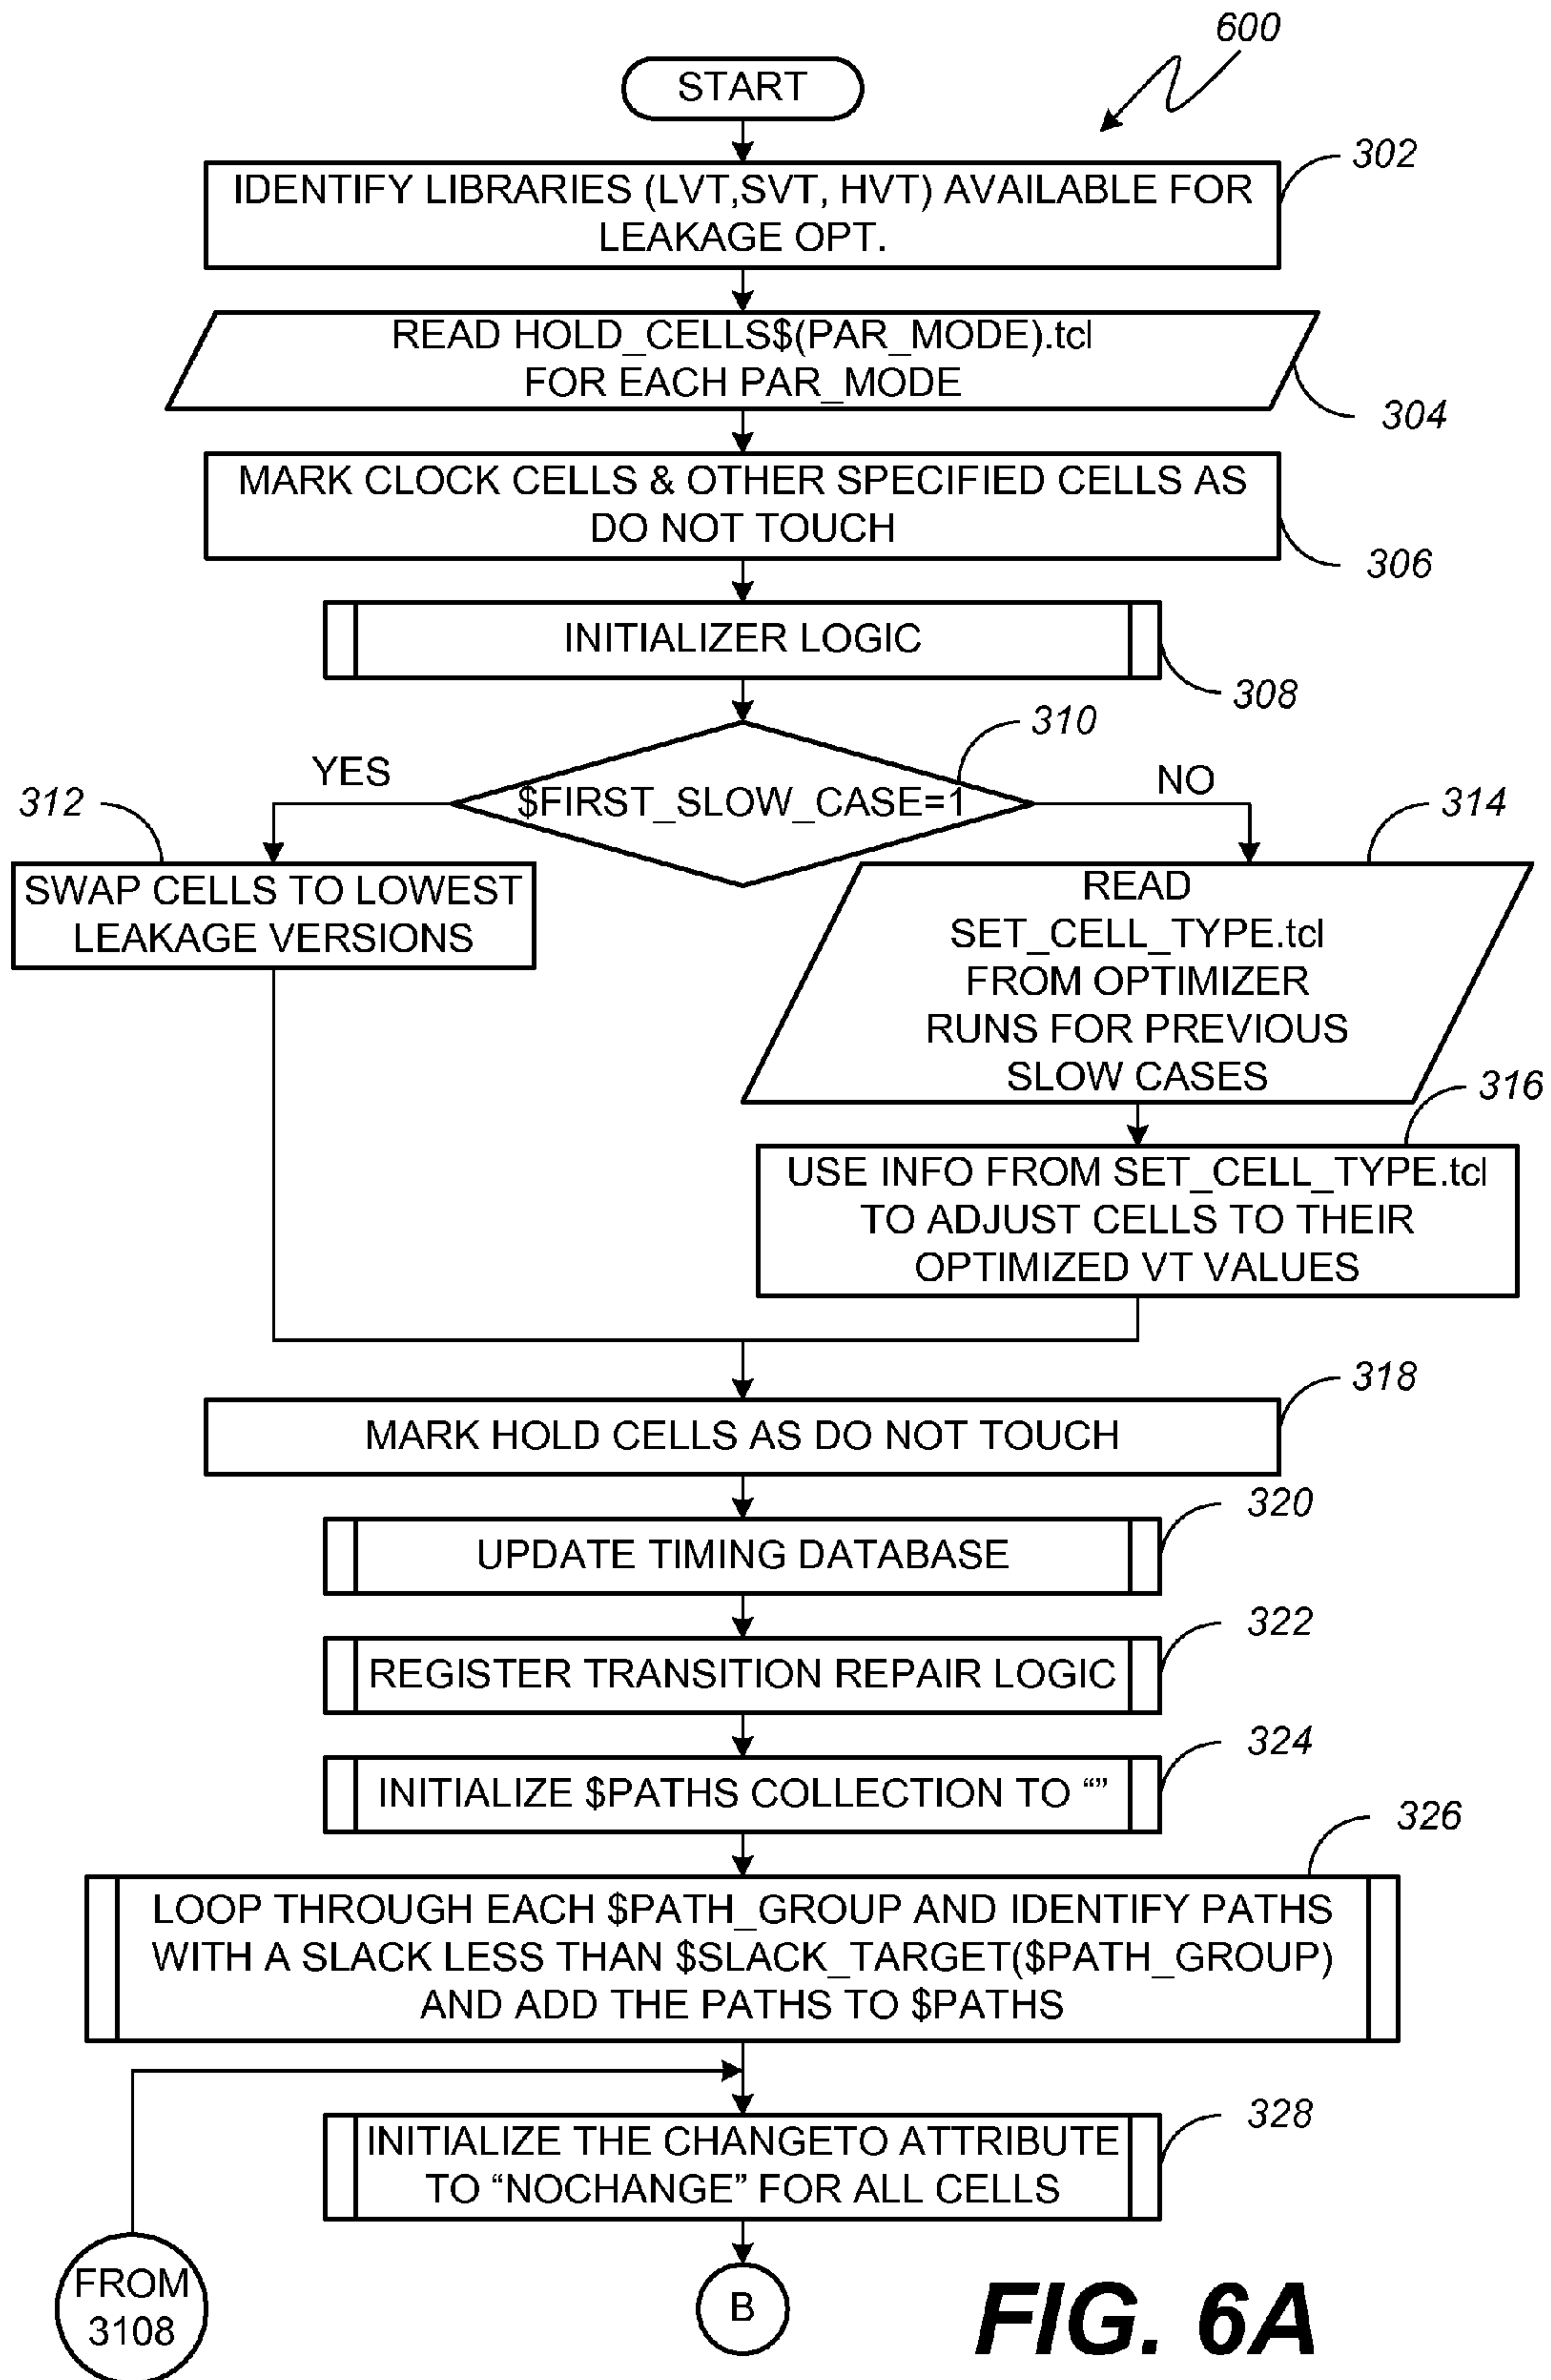 600
START
302
IDENTIFY LIBRARIES (LVT,SVT, HVT) AVAILABLE FOR
LEAKAGE OPT.
READ HOLD_CELLS$(PAR_MODE).tcl
FOR EACH PAR_MODE
304
MARK CLOCK CELLS & OTHER SPECIFIED CELLS AS
DO NOT TOUCH
306
INITIALIZER LOGIC
308
310
YES
NO
$FIRST_SLOW_CASE=1
312
314
SWAP CELLS TO LOWEST
LEAKAGE VERSIONS
READ
SET_CELL_TYPE.tcl
FROM OPTIMIZER
RUNS FOR PREVIOUS
SLOW CASES
316
USE INFO FROM SET_CELL_TYPE.tcl
TO ADJUST CELLS TO THEIR
OPTIMIZED VT VALUES
318
MARK HOLD CELLS AS DO NOT TOUCH
320
UPDATE TIMING DATABASE
322
REGISTER TRANSITION REPAIR LOGIC
324
INITIALIZE $PATHS COLLECTION TO “”
326
LOOP THROUGH EACH $PATH_GROUP AND IDENTIFY PATHS
WITH A SLACK LESS THAN $SLACK_TARGET($PATH_GROUP)
AND ADD THE PATHS TO $PATHS
328
INITIALIZE THE CHANGETO ATTRIBUTE
TO “NOCHANGE” FOR ALL CELLS
FROM
3108
B
FIG. 6A